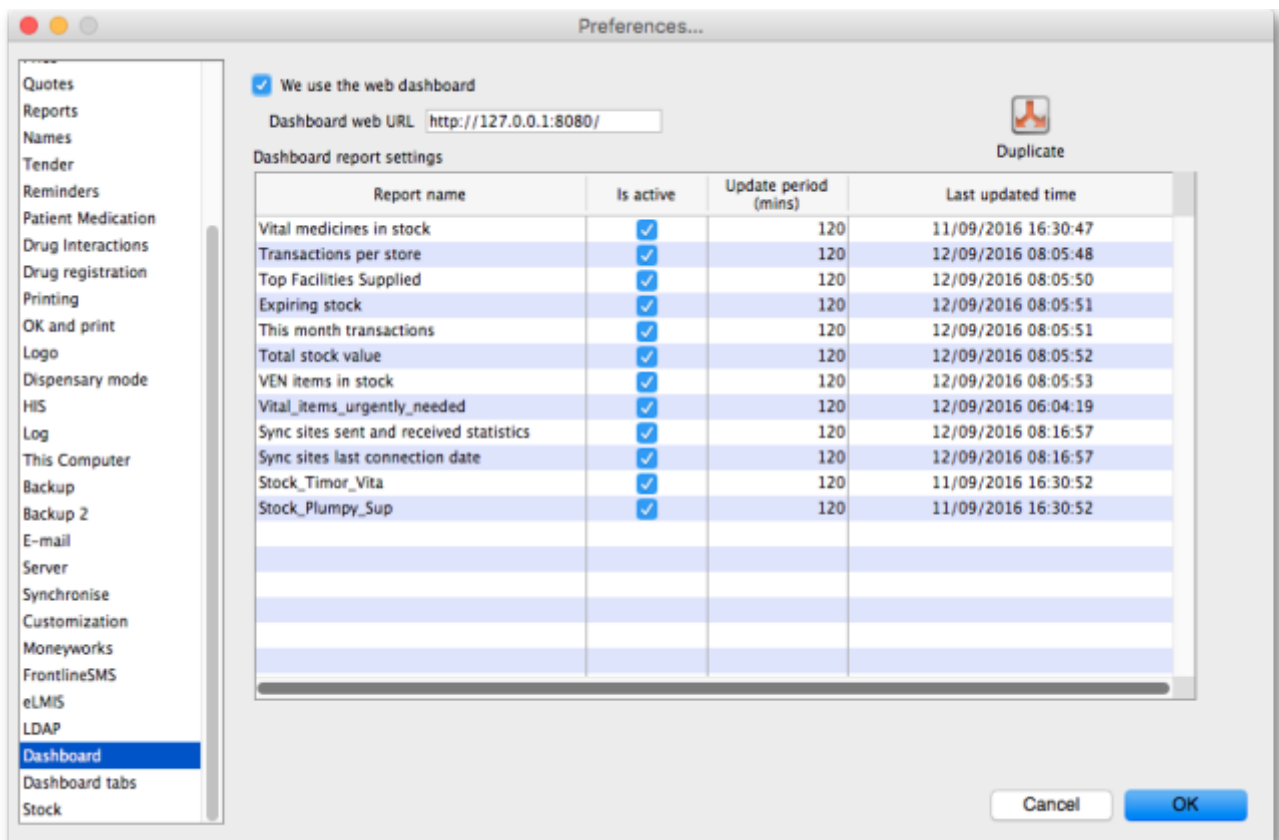 Preferences...
Quotes
Reports
Names
Tender
Reminders
Patient Medication
Drug Interactions
Drug registration
Printing
OK and print
Logo
Dispensary mode
HIS
Log
This Computer
Backup
Backup 2
E-mail
Server
Synchronise
Customization
Moneyworks
FrontlineSMS
eLMIS
LDAP
Dashboard
Dashboard tabs
Stock
We use the web dashboard
Dashboard web URL http://127.0.0.1:8080/
Duplicate
Dashboard report settings
Report name Is active Update period (mins) Last updated time
Vital medicines in stock 120 11/09/2016 16:30:47
Transactions per store 120 12/09/2016 08:05:48
Top Facilities Supplied 120 12/09/2016 08:05:50
Expiring stock 120 12/09/2016 08:05:51
This month transactions 120 12/09/2016 08:05:51
Total stock value 120 12/09/2016 08:05:52
VEN items in stock 120 12/09/2016 08:05:53
Vital_items_urgently_needed 120 12/09/2016 06:04:19
Sync sites sent and received statistics 120 12/09/2016 08:16:57
Sync sites last connection date 120 12/09/2016 08:16:57
Stock_Timor_Vita 120 11/09/2016 16:30:52
Stock_Plumpy_Sup 120 11/09/2016 16:30:52
Cancel OK